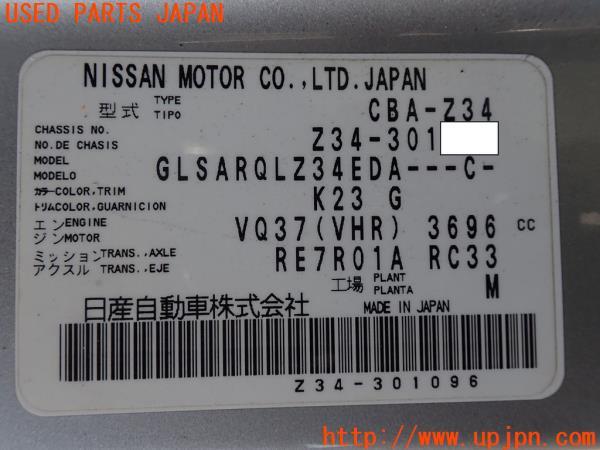 USED PARTS JAPAN
NISSAN MOTOR CO.,LTD.JAPAN
型式 TYPE TIPO CBA-Z34
CHASSIS NO. NO.DE CHASIS Z34-301
MODEL MODELO GLSARQLZ34EDA---C-
カラーCOLOR,TRIM トリムCOLOR,GUARNICION K23 G
エンジン ENGINE MOTOR VQ37(VHR) 3696 cc
ミッション アクスル TRANS.,AXLE TRANS.,EJE RE7R01A RC33
工場 PLANT PLANTA M
日産自動車株式会社 MADE IN JAPAN
Z34-301096
http://www.upjpn.com